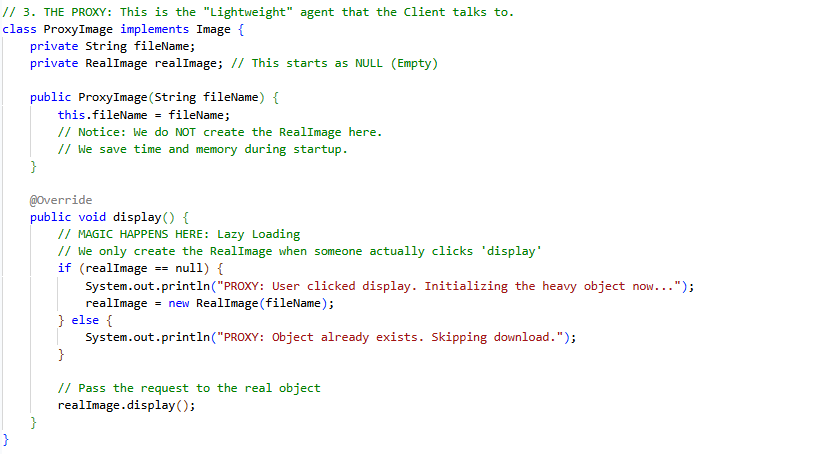 // 3. THE PROXY: This is the "Lightweight" agent that the Client talks to.
class ProxyImage implements Image {
    private String fileName;
    private RealImage realImage; // This starts as NULL (Empty)

    public ProxyImage(String fileName) {
        this.fileName = fileName;
        // Notice: We do NOT create the RealImage here.
        // We save time and memory during startup.
    }

    @Override
    public void display() {
        // MAGIC HAPPENS HERE: Lazy Loading
        // We only create the RealImage when someone actually clicks 'display'
        if (realImage == null) {
            System.out.println("PROXY: User clicked display. Initializing the heavy object now...");
            realImage = new RealImage(fileName);
        } else {
            System.out.println("PROXY: Object already exists. Skipping download.");
        }

        // Pass the request to the real object
        realImage.display();
    }
}